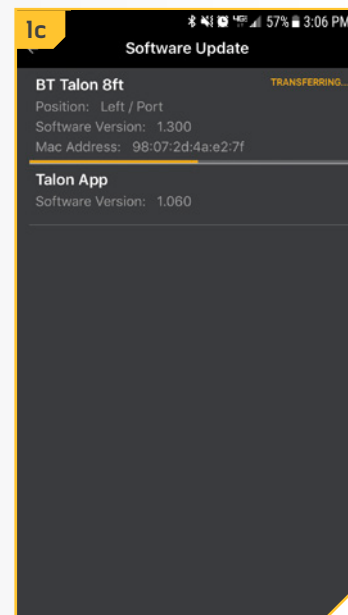 1c
57% 3:06 PM
Software Update
BT Talon 8ft
TRANSFERRING...
Position: Left / Port
Software Version: 1.300
Mac Address: 98:07:2d:4a:e2:7f
Talon App
Software Version: 1.060